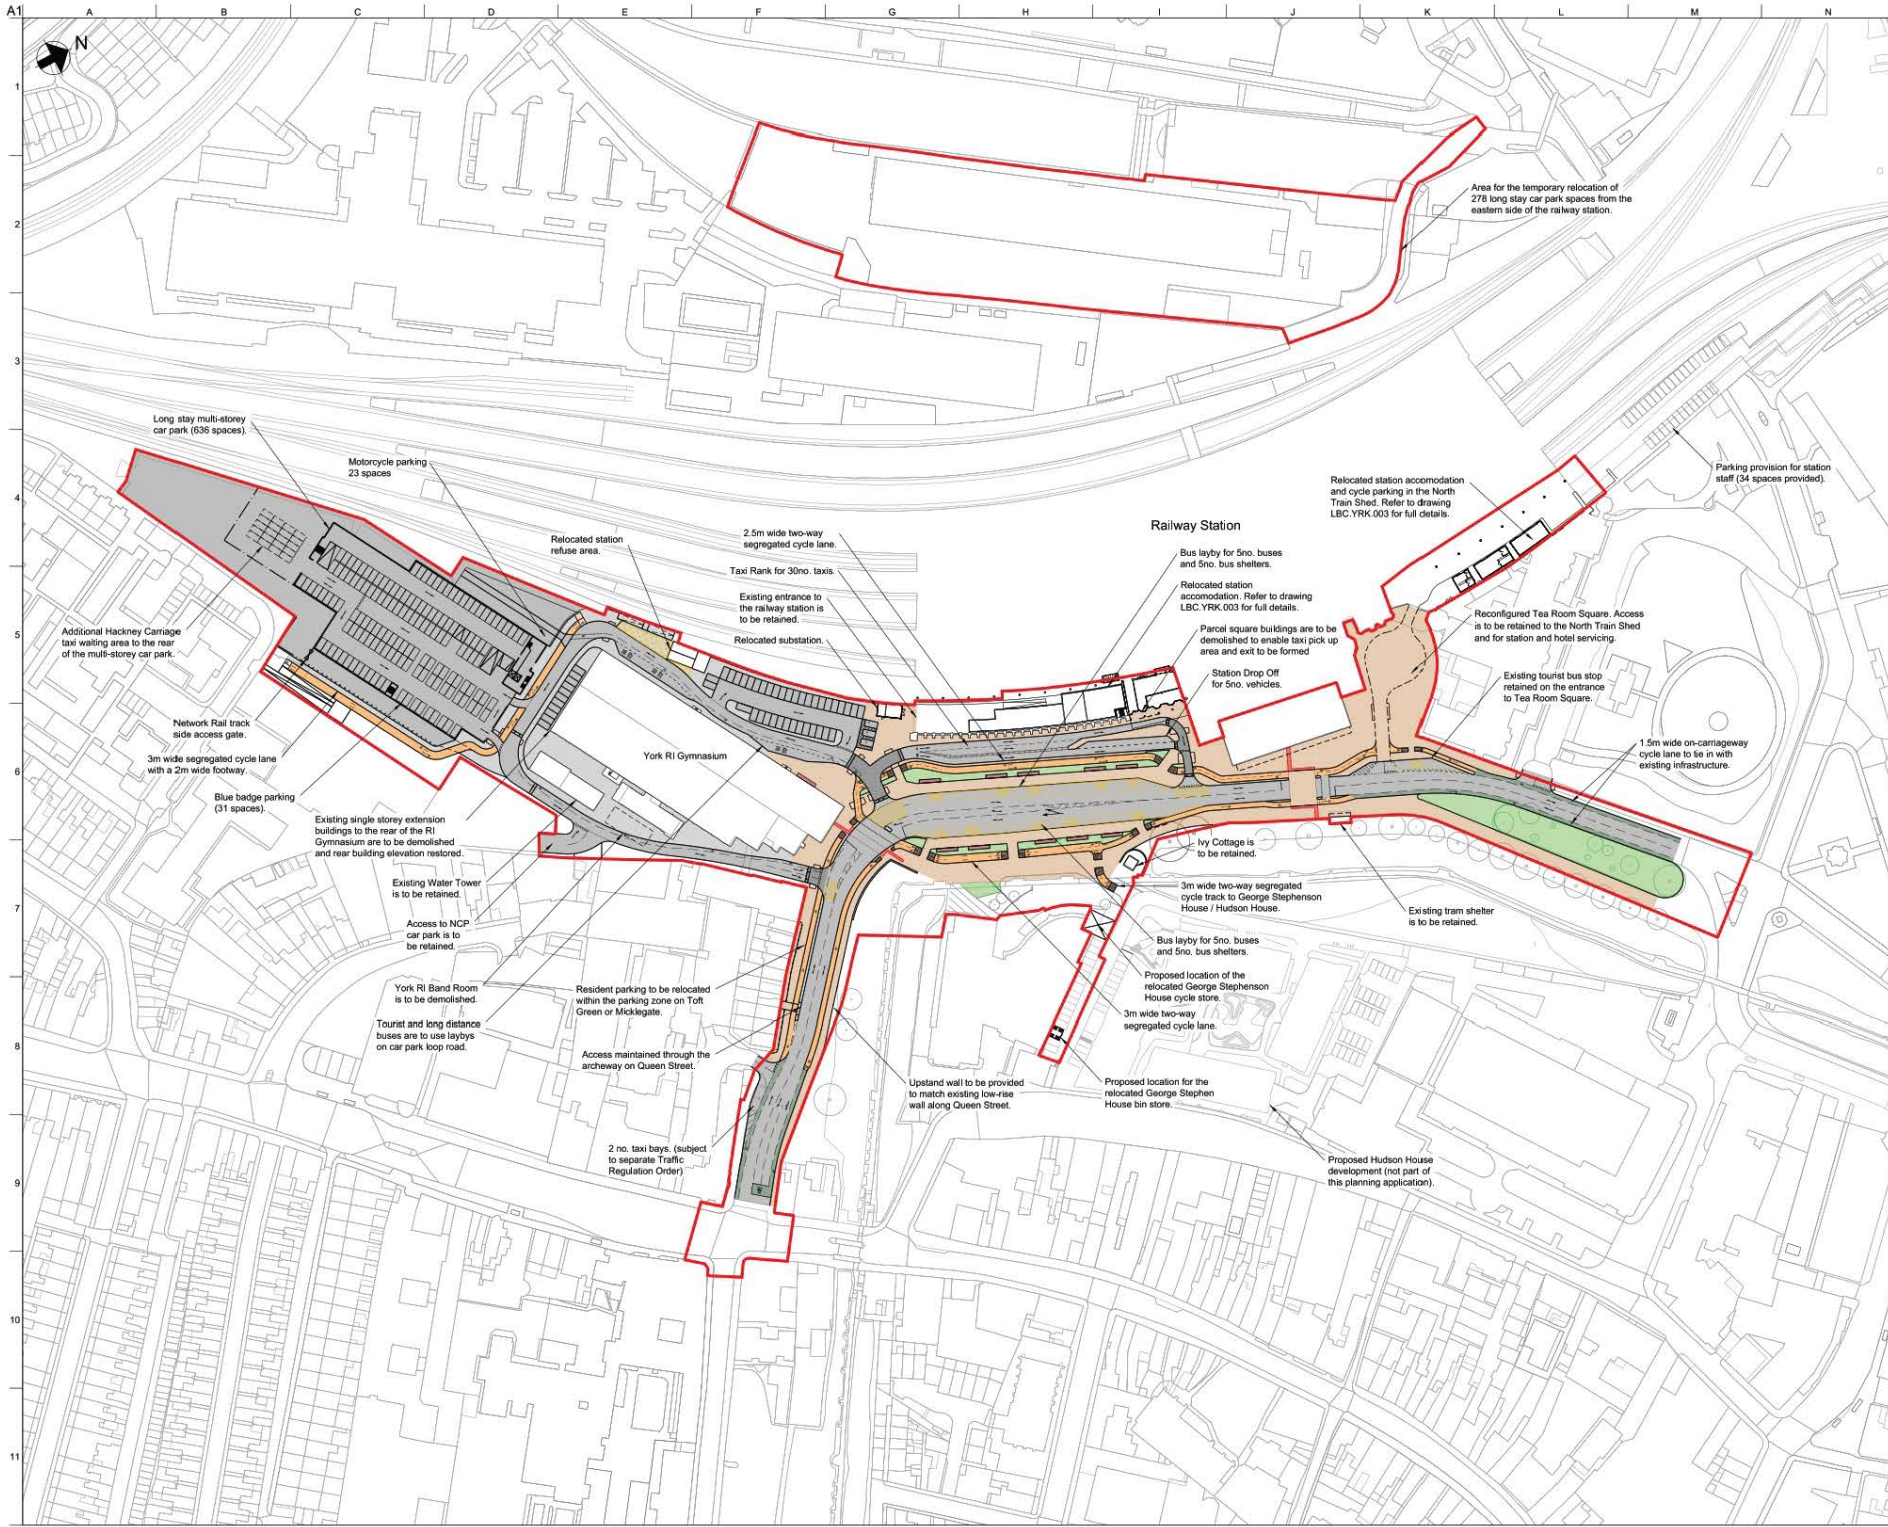 A1
A B C D E F G H I J K L M N
N
1
2
3
4
5
6
7
8
9
10
11
Area for the temporary relocation of
278 long stay car park spaces from the
eastern side of the railway station.
Long stay multi-storey
car park (636 spaces).
Motorcycle parking
23 spaces
Relocated station
refuse area.
2.5m wide two-way
segregated cycle lane.
Taxi Rank for 30no. taxis.
Existing entrance to
the railway station is
to be retained.
Relocated substation.
Railway Station
Bus layby for 5no. buses
and 5no. bus shelters.
Relocated station
accomodation. Refer to drawing
LBC.YRK.003 for full details.
Parcel square buildings are to be
demolished to enable taxi pick up
area and exit to be formed
Station Drop Off
for 5no. vehicles.
Relocated station accomodation
and cycle parking in the North
Train Shed. Refer to drawing
LBC.YRK.003 for full details.
Parking provision for station
staff (34 spaces provided).
Reconfigured Tea Room Square. Access
is to be retained to the North Train Shed
and for station and hotel servicing.
Existing tourist bus stop
retained on the entrance
to Tea Room Square.
1.5m wide on-carriageway
cycle lane to tie in with
existing infrastructure.
Additional Hackney Carriage
taxi waiting area to the rear
of the multi-storey car park.
Network Rail track
side access gate.
3m wide segregated cycle lane
with a 2m wide footway.
Blue badge parking
(31 spaces).
York RI Gymnasium
Existing single storey extension
buildings to the rear of the RI
Gymnasium are to be demolished
and rear building elevation restored.
Existing Water Tower
is to be retained.
Access to NCP
car park is to
be retained.
York RI Band Room
is to be demolished.
Tourist and long distance
buses are to use laybys
on car park loop road.
Resident parking to be relocated
within the parking zone on Toft
Green or Micklegate.
Access maintained through the
archeway on Queen Street.
2 no. taxi bays. (subject
to separate Traffic
Regulation Order)
Ivy Cottage is
to be retained.
3m wide two-way segregated
cycle track to George Stephenson
House / Hudson House.
Existing tram shelter
is to be retained.
Bus layby for 5no. buses
and 5no. bus shelters.
Proposed location of the
relocated George Stephenson
House cycle store.
3m wide two-way
segregated cycle lane.
Upstand wall to be provided
to match existing low-rise
wall along Queen Street.
Proposed location for the
relocated George Stephen
House bin store.
Proposed Hudson House
development (not part of
this planning application).